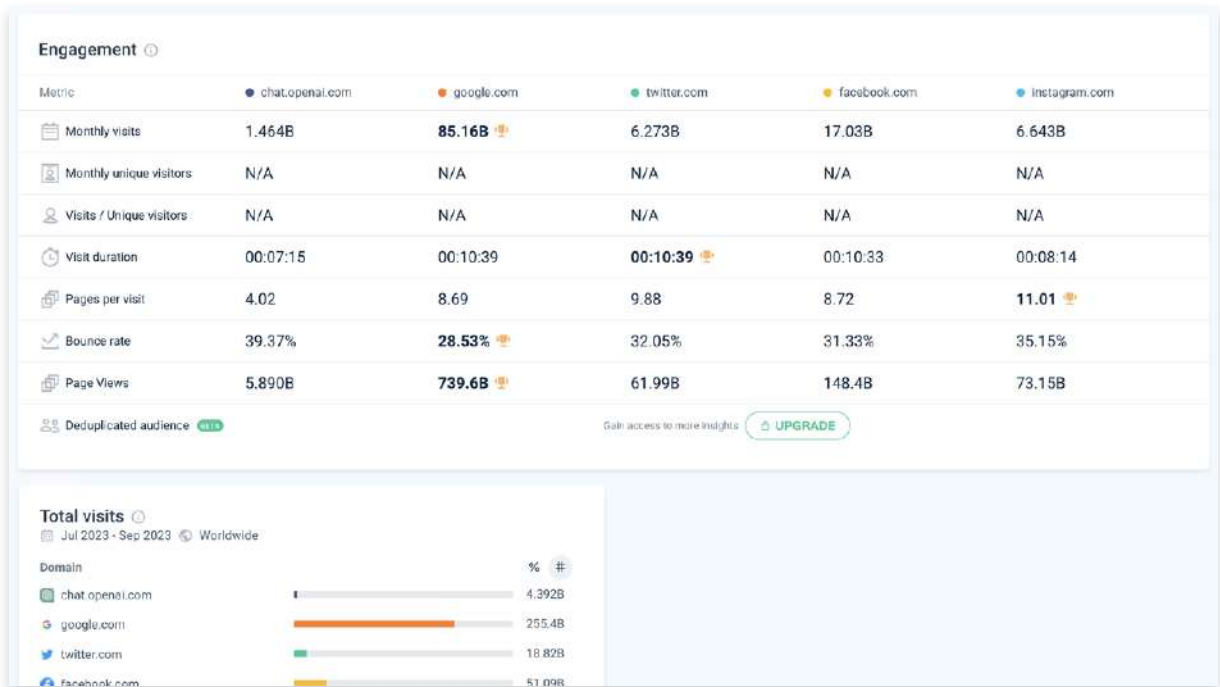 Engagement
Metric chat.openai.com google.com twitter.com facebook.com instagram.com
Monthly visits 1.464B 85.16B 6.273B 17.03B 6.643B
Monthly unique visitors N/A N/A N/A N/A N/A
Visits / Unique visitors N/A N/A N/A N/A N/A
Visit duration 00:07:15 00:10:39 00:10:39 00:10:33 00:08:14
Pages per visit 4.02 8.69 9.88 8.72 11.01
Bounce rate 39.37% 28.53% 32.05% 31.33% 35.15%
Page Views 5.890B 739.6B 61.99B 148.4B 73.15B
Deduplicated audience BETA Gain access to more insights UPGRADE
Total visits
Jul 2023 - Sep 2023 Worldwide
Domain % #
chat.openai.com 4.392B
google.com 255.4B
twitter.com 18.82B
facebook.com 51.09B